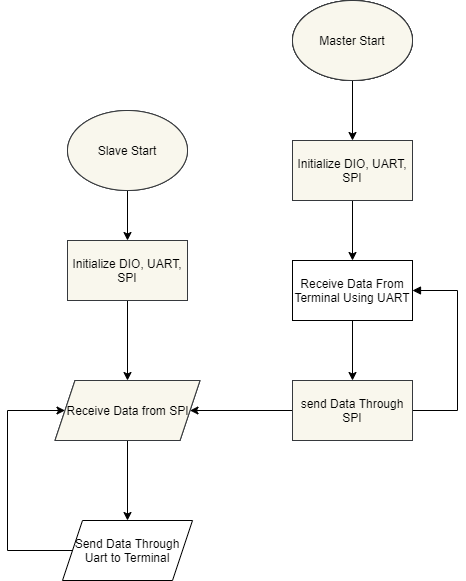 Master Start
Slave Start
Initialize DIO, UART,
SPI
Initialize DIO, UART,
SPI
Receive Data From
Terminal Using UART
Receive Data from SPI
send Data Through
SPI
Send Data Through
Uart to Terminal